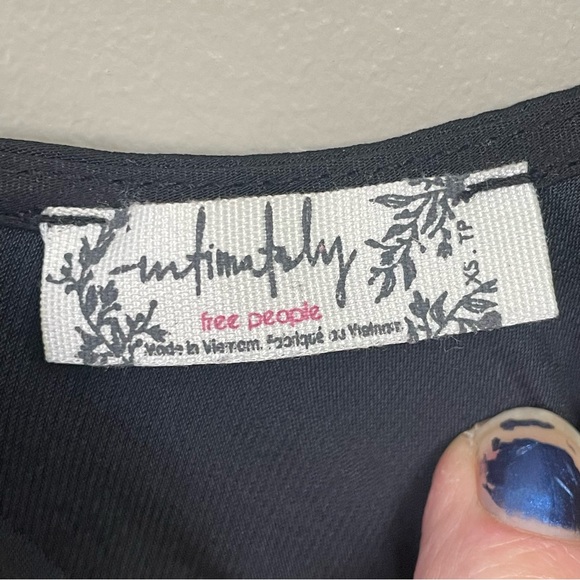 intimately
free people
Made in Vietnam. Fabriqué au Vietnam.
XS TP